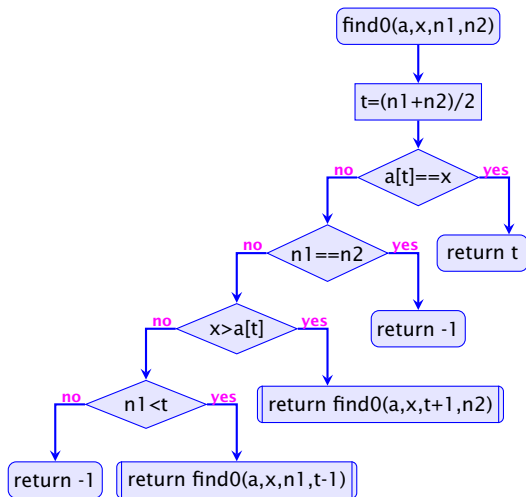 find0(a,x,n1,n2)
t=(n1+n2)/2
a[t]==x
no
yes
return t
n1==n2
no
yes
return -1
x>a[t]
no
yes
return find0(a,x,t+1,n2)
n1<t
no
yes
return -1
return find0(a,x,n1,t-1)